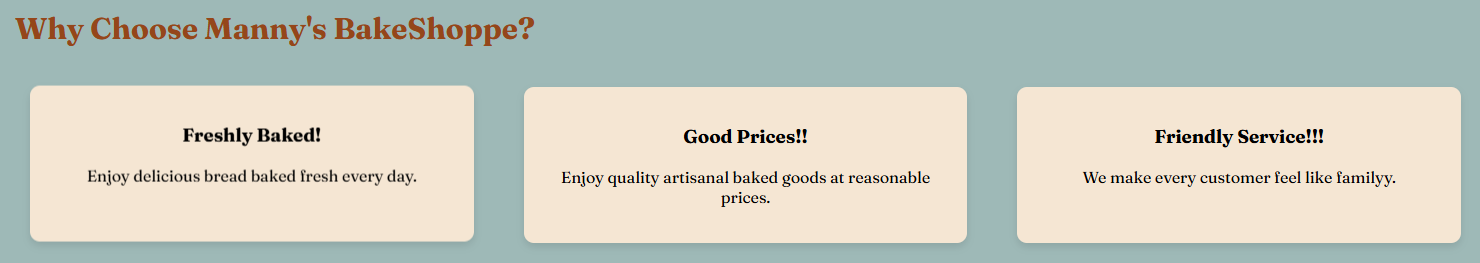 Why Choose Manny's BakeShoppe?
Freshly Baked!
Enjoy delicious bread baked fresh every day.
Good Prices!!
Enjoy quality artisanal baked goods at reasonable
prices.
Friendly Service!!!
We make every customer feel like familyy.